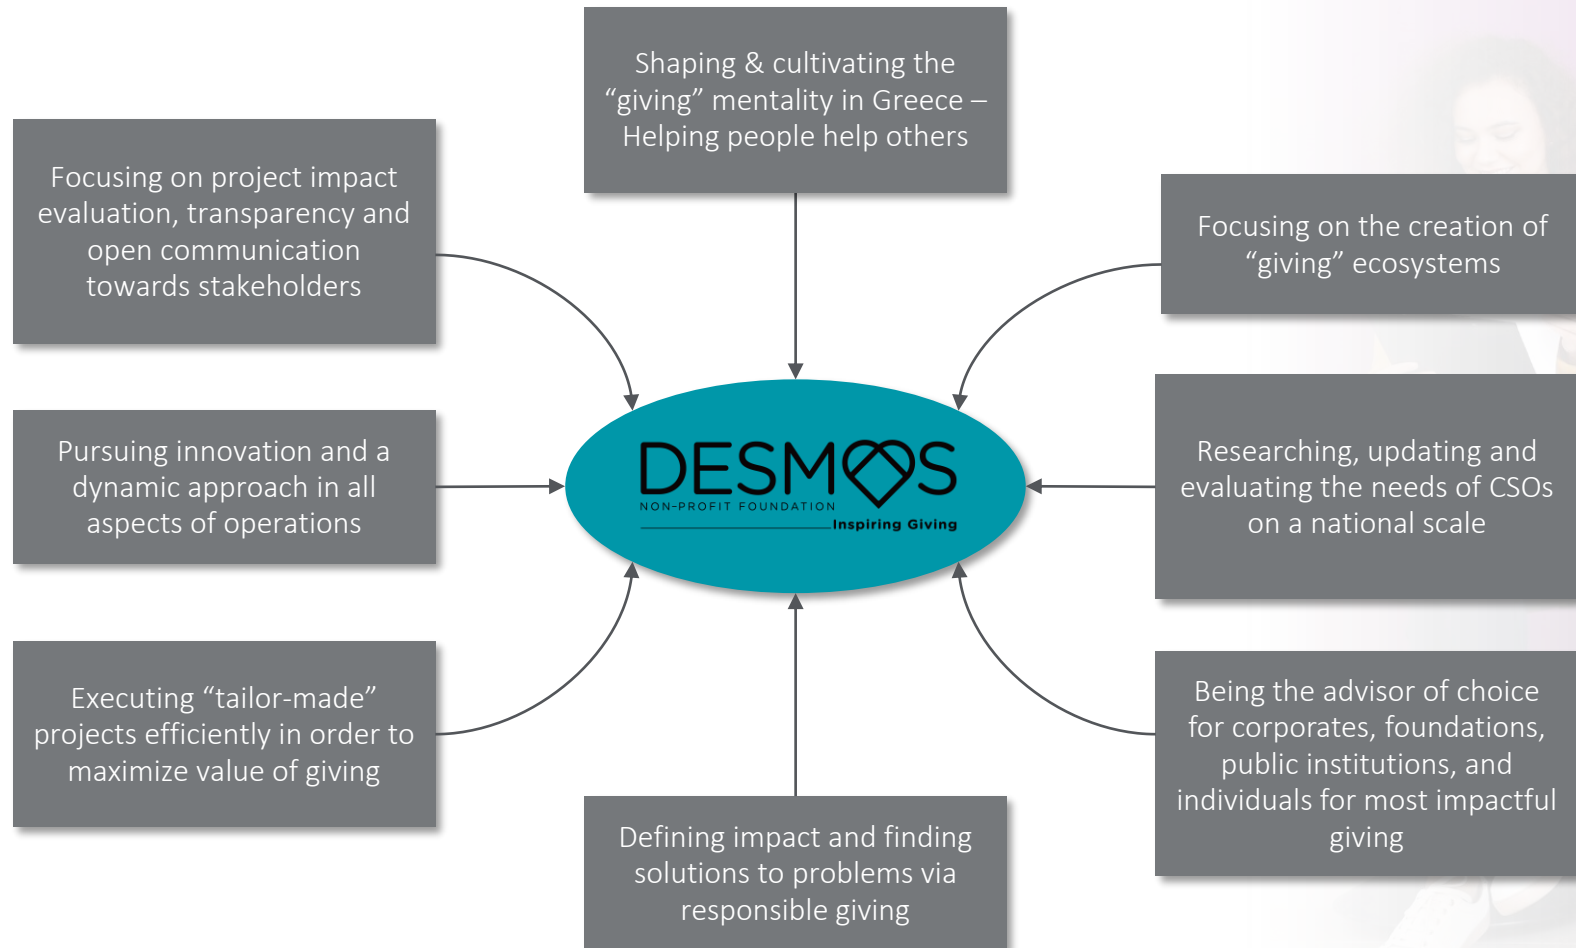 Shaping & cultivating the
“giving” mentality in Greece –
Helping people help others
Focusing on project impact
evaluation, transparency and
open communication
towards stakeholders
Focusing on the creation of
“giving” ecosystems
Pursuing innovation and a
dynamic approach in all
aspects of operations
DESMOS
NON-PROFIT FOUNDATION
Inspiring Giving
Researching, updating and
evaluating the needs of CSOs
on a national scale
Executing “tailor-made”
projects efficiently in order to
maximize value of giving
Being the advisor of choice
for corporates, foundations,
public institutions, and
individuals for most impactful
giving
Defining impact and finding
solutions to problems via
responsible giving